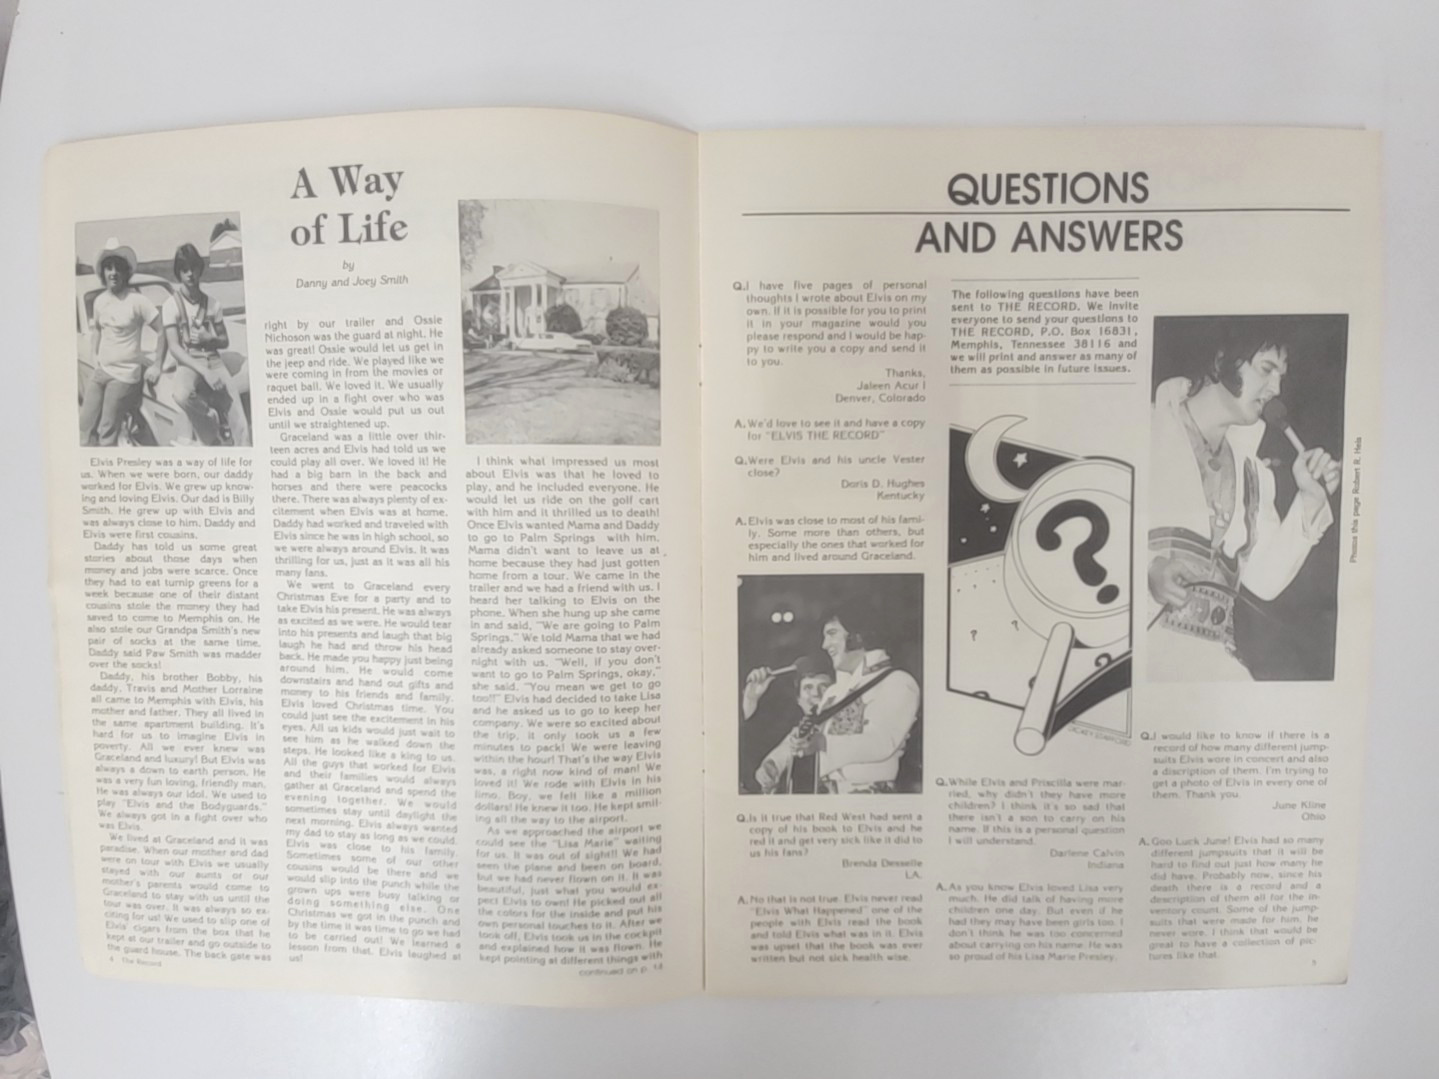 A Way
of Life
by
Danny and Joey Smith
Elvis Presley was a way of life for
us. When we were born, our daddy
worked for Elvis. We grew up know-
ing and loving Elvis. Our dad is Billy
Smith. He grew up with Elvis and
was always close to him. Daddy and
Elvis were first cousins.
Daddy has told us some great
stories about those days when
money and jobs were scarce. Once
they had to eat turnip greens for a
week because one of their distant
cousins stole the money they had
saved to come to Memphis on. He
also stole our Grandpa Smith's new
pair of socks at the same time.
Daddy said Paw Smith was madder
over the socks!
Daddy, his brother Bobby, his
daddy, Travis and Mother Lorraine
all came to Memphis with Elvis, his
mother and father. They all lived in
the same apartment building. It's
hard for us to imagine Elvis in
poverty. All we ever knew was
Graceland and luxury! But Elvis was
always a down to earth person. He
was a very fun loving, friendly man.
He was always our idol. We used to
play "Elvis and the Bodyguards."
We always got in a fight over who
was Elvis.
We lived at Graceland and it was
paradise. When our mother and dad
were on tour with Elvis we usually
stayed with our aunts or our
mother's parents would come to
Graceland to stay with us until the
tour was over. It was always so ex-
citing for us! We used to slip one of
Elvis' cigars from the box that he
kept at our trailer and go outside to
the guard house. The back gate was
4 The Record
right by our trailer and Ossie
Nichoson was the guard at night. He
was great! Ossie would let us get in
the jeep and ride. We played like we
were coming in from the movies or
raquet ball. We loved it. We usually
ended up in a fight over who was
Elvis and Ossie would put us out
until we straightened up.
Graceland was a little over thir-
teen acres and Elvis had told us we
could play all over. We loved it! He
had a big barn in the back and
horses and there were peacocks
there. There was always plenty of ex-
citement when Elvis was at home.
Daddy had worked and traveled with
Elvis since he was in high school, so
we were always around Elvis. It was
thrilling for us, just as it was all his
many fans.
We went to Graceland every
Christmas Eve for a party and to
take Elvis his present. He was always
as excited as we were. He would tear
into his presents and laugh that big
laugh he had and throw his head
back. He made you happy just being
around him. He would come
downstairs and hand out gifts and
money to his friends and family.
Elvis loved Christmas time. You
could just see the excitement in his
eyes. All us kids would just wait to
see him as he walked down the
steps. He looked like a king to us.
All the guys that worked for Elvis
and their families would always
gather at Graceland and spend the
evening together. We would
sometimes stay until daylight the
next morning. Elvis always wanted
my dad to stay as long as we could.
Elvis was close to his family.
Sometimes some of our other
cousins would be there and we
would slip into the punch while the
grown ups were busy talking or
doing something else. One
Christmas we got in the punch and
by the time it was time to go we had
to be carried out! We learned a
lesson from that. Elvis laughed at
us!
I think what impressed us most
about Elvis was that he loved to
play, and he included everyone. He
would let us ride on the golf cart
with him and it thrilled us to death!
Once Elvis wanted Mama and Daddy
to go to Palm Springs with him.
Mama didn't want to leave us at
home because they had just gotten
home from a tour. We came in the
trailer and we had a friend with us. I
heard her talking to Elvis on the
phone. When she hung up she came
in and said, "We are going to Palm
Springs." We told Mama that we had
already asked someone to stay over-
night with us. "Well, if you don't
want to go to Palm Springs, okay,"
she said. "You mean we get to go
too!!" Elvis had decided to take Lisa
and he asked us to go to keep her
company. We were so excited about
the trip, it only took us a few
minutes to pack! We were leaving
within the hour! That's the way Elvis
was, a right now kind of man! We
loved it! We rode with Elvis in his
limo. Boy, we felt like a million
dollars! He knew it too. He kept smil-
ing all the way to the airport.
As we approached the airport we
could see the "Lisa Marie" waiting
for us. It was out of sight!! We had
seen the plane and been on board,
but we had never flown on it. It was
beautiful, just what you would ex-
pect Elvis to own! He picked out all
the colors for the inside and put his
own personal touches to it. After we
took off, Elvis took us in the cockpit
and explained how it was flown. He
kept pointing at different things with
continued on p. 13
QUESTIONS
AND ANSWERS
Q. I have five pages of personal
thoughts I wrote about Elvis on my
own. If it is possible for you to print
it in your magazine would you
please respond and I would be hap-
py to write you a copy and send it
to you.
Thanks,
Jaleen Acur I
Denver, Colorado
A. We'd love to see it and have a copy
for "ELVIS THE RECORD"
Q. Were Elvis and his uncle Vester
close?
Doris D. Hughes
Kentucky
A. Elvis was close to most of his fami-
ly. Some more than others, but
especially the ones that worked for
him and lived around Graceland.
Q. Is it true that Red West had sent a
copy of his book to Elvis and he
red it and get very sick like it did to
us his fans?
Brenda Desselle
LA.
A. No that is not true. Elvis never read
"Elvis What Happened" one of the
people with Elvis read the book
and told Elvis what was in it. Elvis
was upset that the book was ever
written but not sick health wise.
The following questions have been
sent to THE RECORD. We invite
everyone to send your questions to
THE RECORD, P.O. Box 16831,
Memphis, Tennessee 38116 and
we will print and answer as many of
them as possible in future issues.
?
? ?
Q. While Elvis and Priscilla were mar-
ried, why didn't they have more
children? I think it's so sad that
there isn't a son to carry on his
name. If this is a personal question
I will understand.
Darlene Calvin
Indiana
A. As you know Elvis loved Lisa very
much. He did talk of having more
children one day. But even if he
had they may have been girls too. I
don't think he was too concerned
about carrying on his name. He was
so proud of his Lisa Marie Presley.
Photos this page Robert R. Heis
Q. I would like to know if there is a
record of how many different jump-
suits Elvis wore in concert and also
a discription of them. I'm trying to
get a photo of Elvis in every one of
them. Thank you.
June Kline
Ohio
A. Goo Luck June! Elvis had so many
different jumpsuits that it will be
hard to find out just how many he
did have. Probably now, since his
death there is a record and a
description of them all for the in-
ventory count. Some of the jump-
suits that were made for him, he
never wore. I think that would be
great to have a collection of pic-
tures like that.
5